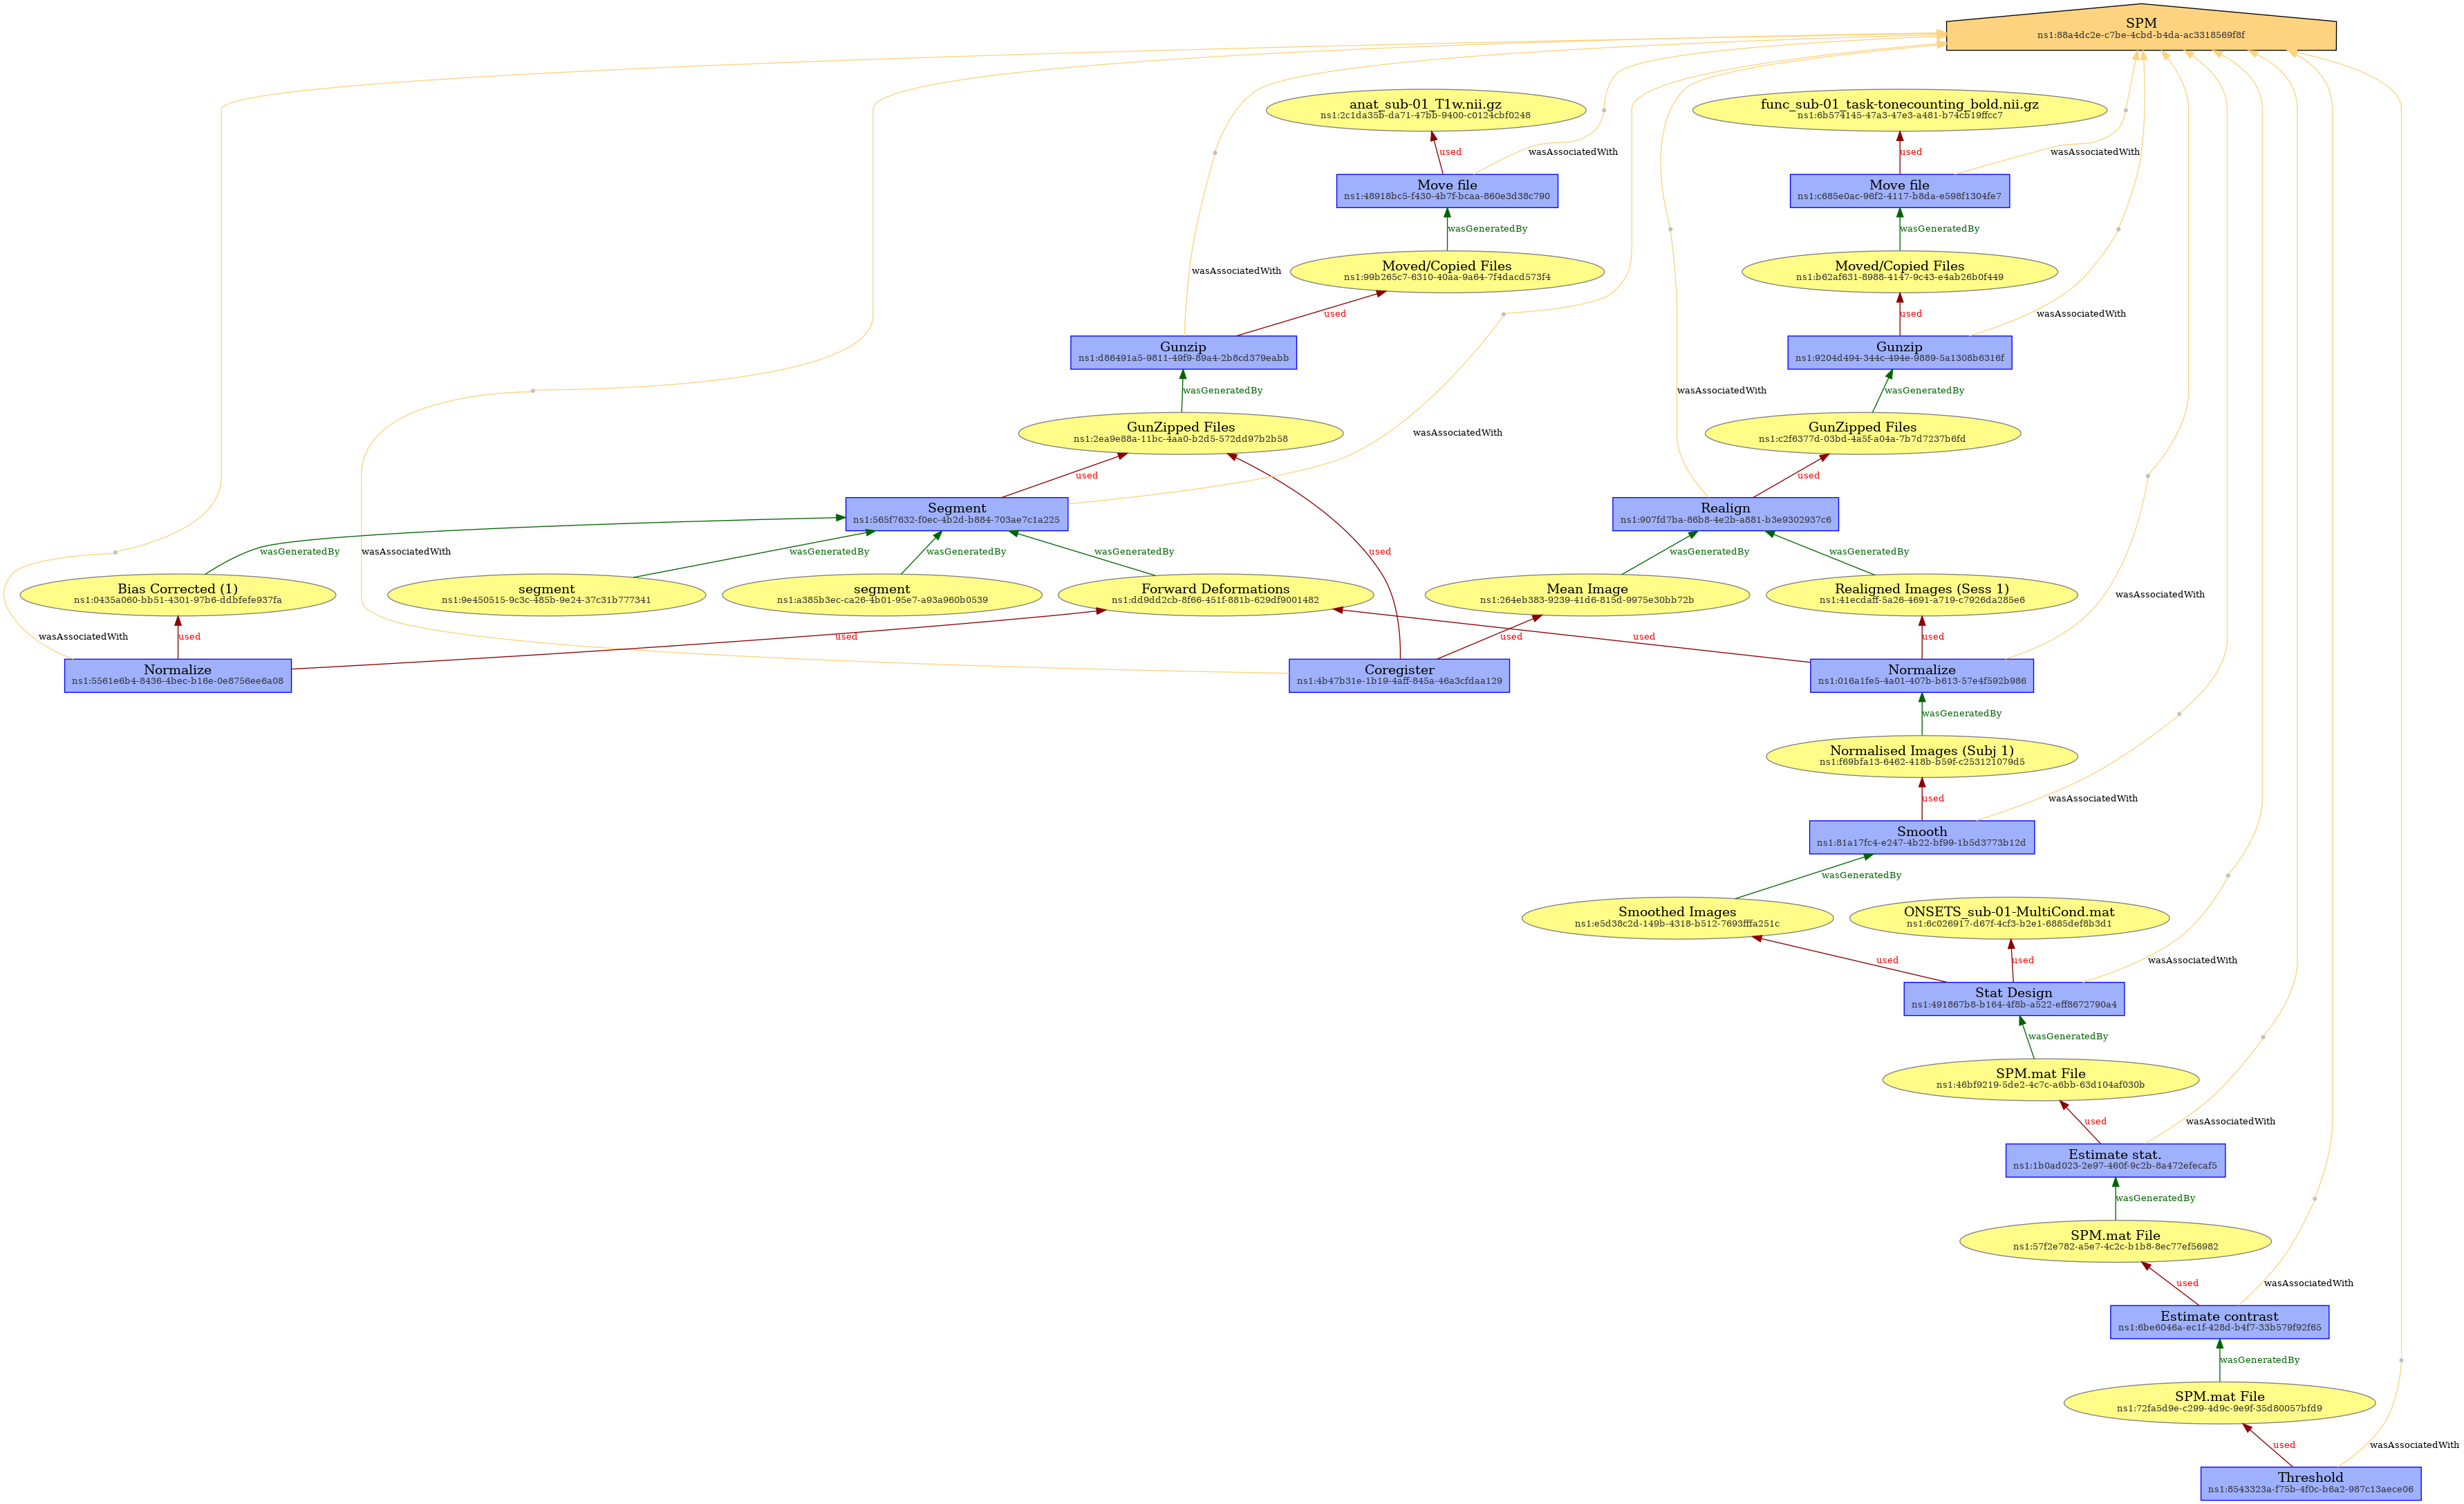 SPM
ns1:88a4dc2e-c7be-4cbd-b4da-ac3318569f8f
anat_sub-01_T1w.nii.gz
ns1:2c1da35b-da71-47bb-9400-c0124cbf0248
func_sub-01_task-tonecounting_bold.nii.gz
ns1:6b574145-47a3-47e3-a481-b74cb19ffcc7
used
wasAssociatedWith
used
wasAssociatedWith
Move file
ns1:48918bc5-f430-4b7f-bcaa-860e3d38c790
Move file
ns1:c685e0ac-96f2-4117-b8da-e598f1304fe7
wasGeneratedBy
wasGeneratedBy
wasAssociatedWith
Moved/Copied Files
ns1:99b265c7-6310-40aa-9a64-7f4dacd573f4
Moved/Copied Files
ns1:b62af631-8988-4147-9c43-e4ab26b0f449
used
used
wasAssociatedWith
Gunzip
ns1:d86491a5-9811-49f9-89a4-2b8cd379eabb
Gunzip
ns1:9204d494-344c-494e-9889-5a1308b6316f
wasGeneratedBy
wasAssociatedWith
wasGeneratedBy
GunZipped Files
ns1:2ea9e88a-11bc-4aa0-b2d5-572dd97b2b58
wasAssociatedWith
GunZipped Files
ns1:c2f6377d-03bd-4a5f-a04a-7b7d7237b6fd
used
used
Segment
ns1:565f7632-f0ec-4b2d-b884-703ae7c1a225
Realign
ns1:907fd7ba-86b8-4e2b-a881-b3e9302937c6
wasGeneratedBy
wasAssociatedWith
wasGeneratedBy
wasGeneratedBy
wasGeneratedBy
used
wasGeneratedBy
wasGeneratedBy
Bias Corrected (1)
ns1:0435a060-bb51-4301-97b6-ddbfefe937fa
segment
ns1:9e450515-9c3c-485b-9e24-37c31b777341
segment
ns1:a385b3ec-ca26-4b01-95e7-a93a960b0539
Forward Deformations
ns1:dd9dd2cb-8f66-451f-881b-629df9001482
Mean Image
ns1:264eb383-9239-41d6-815d-9975e30bb72b
Realigned Images (Sess 1)
ns1:41ecdaff-5a26-4691-a719-c7926da285e6
wasAssociatedWith
wasAssociatedWith
used
used
used
used
used
Normalize
ns1:5561e6b4-8436-4bec-b16e-0e8756ee6a08
Coregister
ns1:4b47b31e-1b19-4aff-845a-46a3cfdaa129
Normalize
ns1:016a1fe5-4a01-407b-b613-57e4f592b986
wasGeneratedBy
Normalised Images (Subj 1)
ns1:f69bfa13-6462-418b-b59f-c253121079d5
used
wasAssociatedWith
Smooth
ns1:81a17fc4-e247-4b22-bf99-1b5d3773b12d
wasGeneratedBy
Smoothed Images
ns1:e5d38c2d-149b-4318-b512-7693fffa251c
ONSETS_sub-01-MultiCond.mat
ns1:6c026917-d67f-4cf3-b2e1-6885def8b3d1
used
used
wasAssociatedWith
Stat Design
ns1:491867b8-b164-4f8b-a522-eff8672790a4
wasGeneratedBy
SPM.mat File
ns1:46bf9219-5de2-4c7c-a6bb-63d104af030b
used
wasAssociatedWith
Estimate stat.
ns1:1b0ad023-2e97-460f-9c2b-8a472efecaf5
wasGeneratedBy
SPM.mat File
ns1:57f2e782-a5e7-4c2c-b1b8-8ec77ef56982
used
wasAssociatedWith
Estimate contrast
ns1:6be6046a-ec1f-428d-b4f7-33b579f92f65
wasGeneratedBy
SPM.mat File
ns1:72fa5d9e-c299-4d9c-9e9f-35d80057bfd9
used
wasAssociatedWith
Threshold
ns1:8543323a-f75b-4f0c-b6a2-987c13aece06